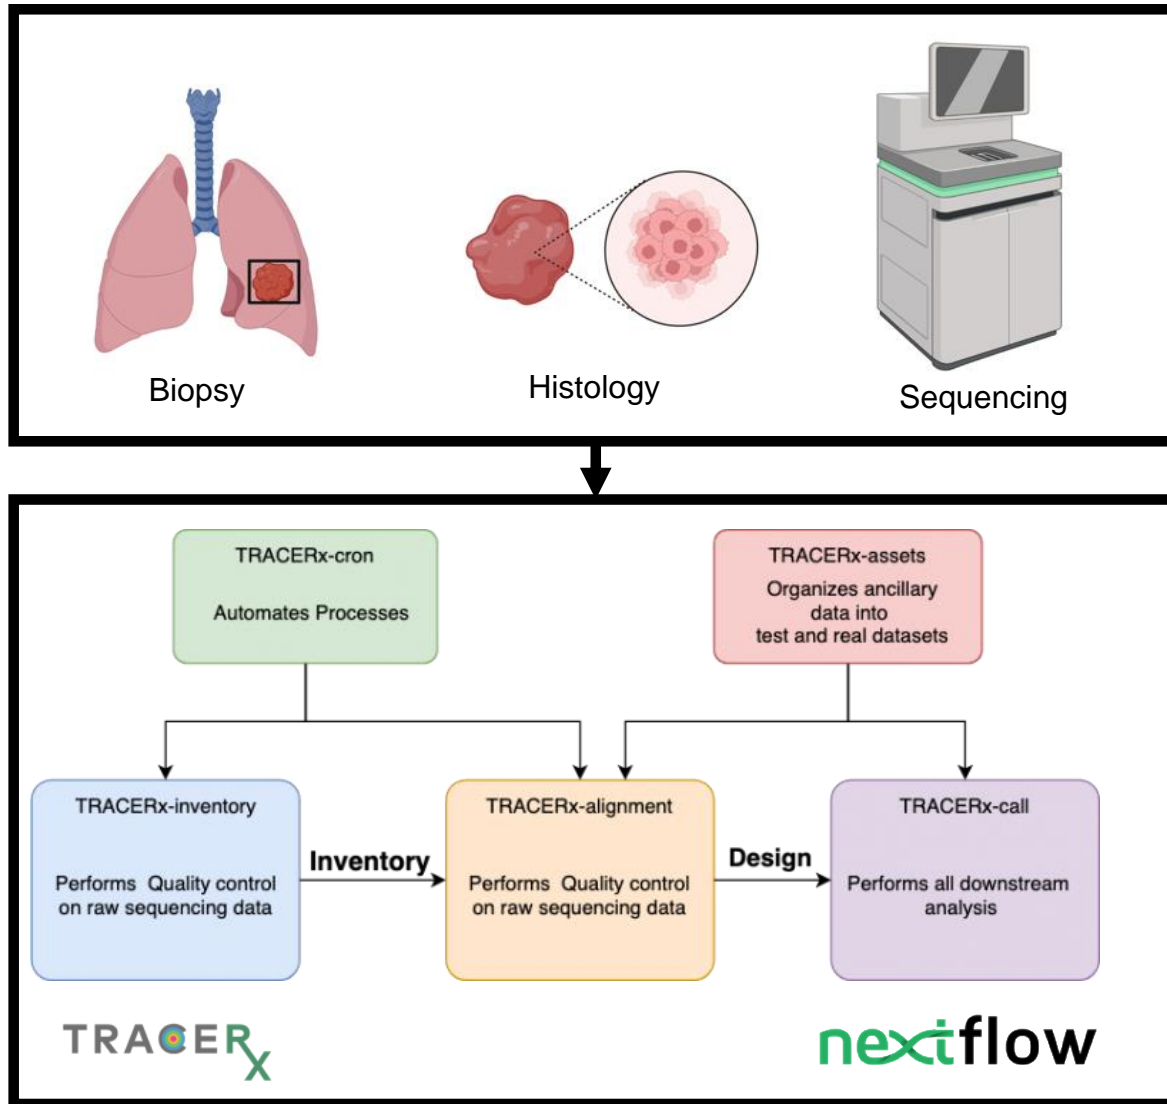 Biopsy
Histology
Sequencing
TRACERx-cron
Automates Processes
TRACERx-assets
Organizes ancillary
data into
test and real datasets
TRACERx-inventory
Performs Quality control
on raw sequencing data
Inventory
TRACERx-alignment
Performs Quality control
on raw sequencing data
Design
TRACERx-call
Performs all downstream
analysis
TRACERx
nextflow